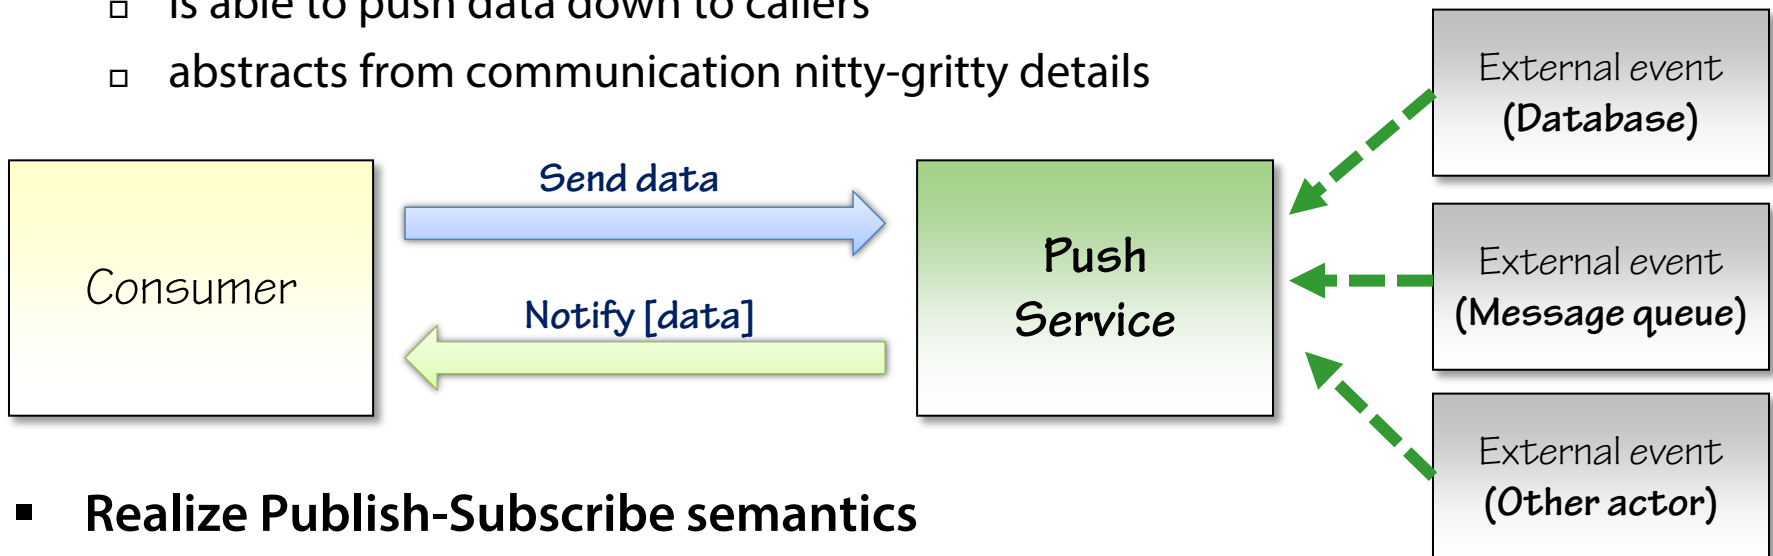 is able to push data down to callers
abstracts from communication nitty-gritty details
External event
(Database)
Send data
Consumer
Push
Service
Notify [data]
External event
(Message queue)
External event
(Other actor)
Realize Publish-Subscribe semantics